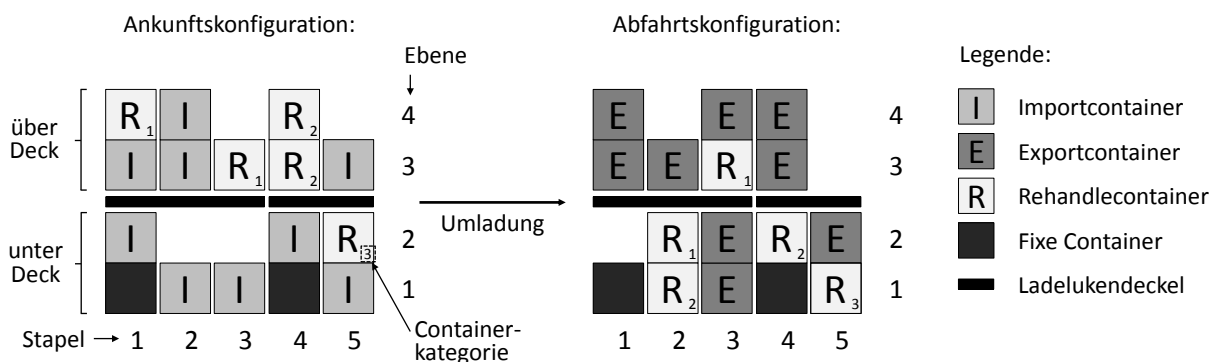 Ankunftskonfiguration:
Abfahrtskonfiguration:
Legende:
Ebene
R1 I R2 4 E E E 4
I Importcontainer
über
Deck
I I R1 R2 I 3 E E R1 E 3
E Exportcontainer
Umladung
R Rehandlecontainer
unter
Deck
I I R3 2 R1 E R2 E 2
Fixe Container
I I I 1 R2 E R3 1
Ladelukendeckel
Stapel 1 2 3 4 5
Container-
kategorie
1 2 3 4 5